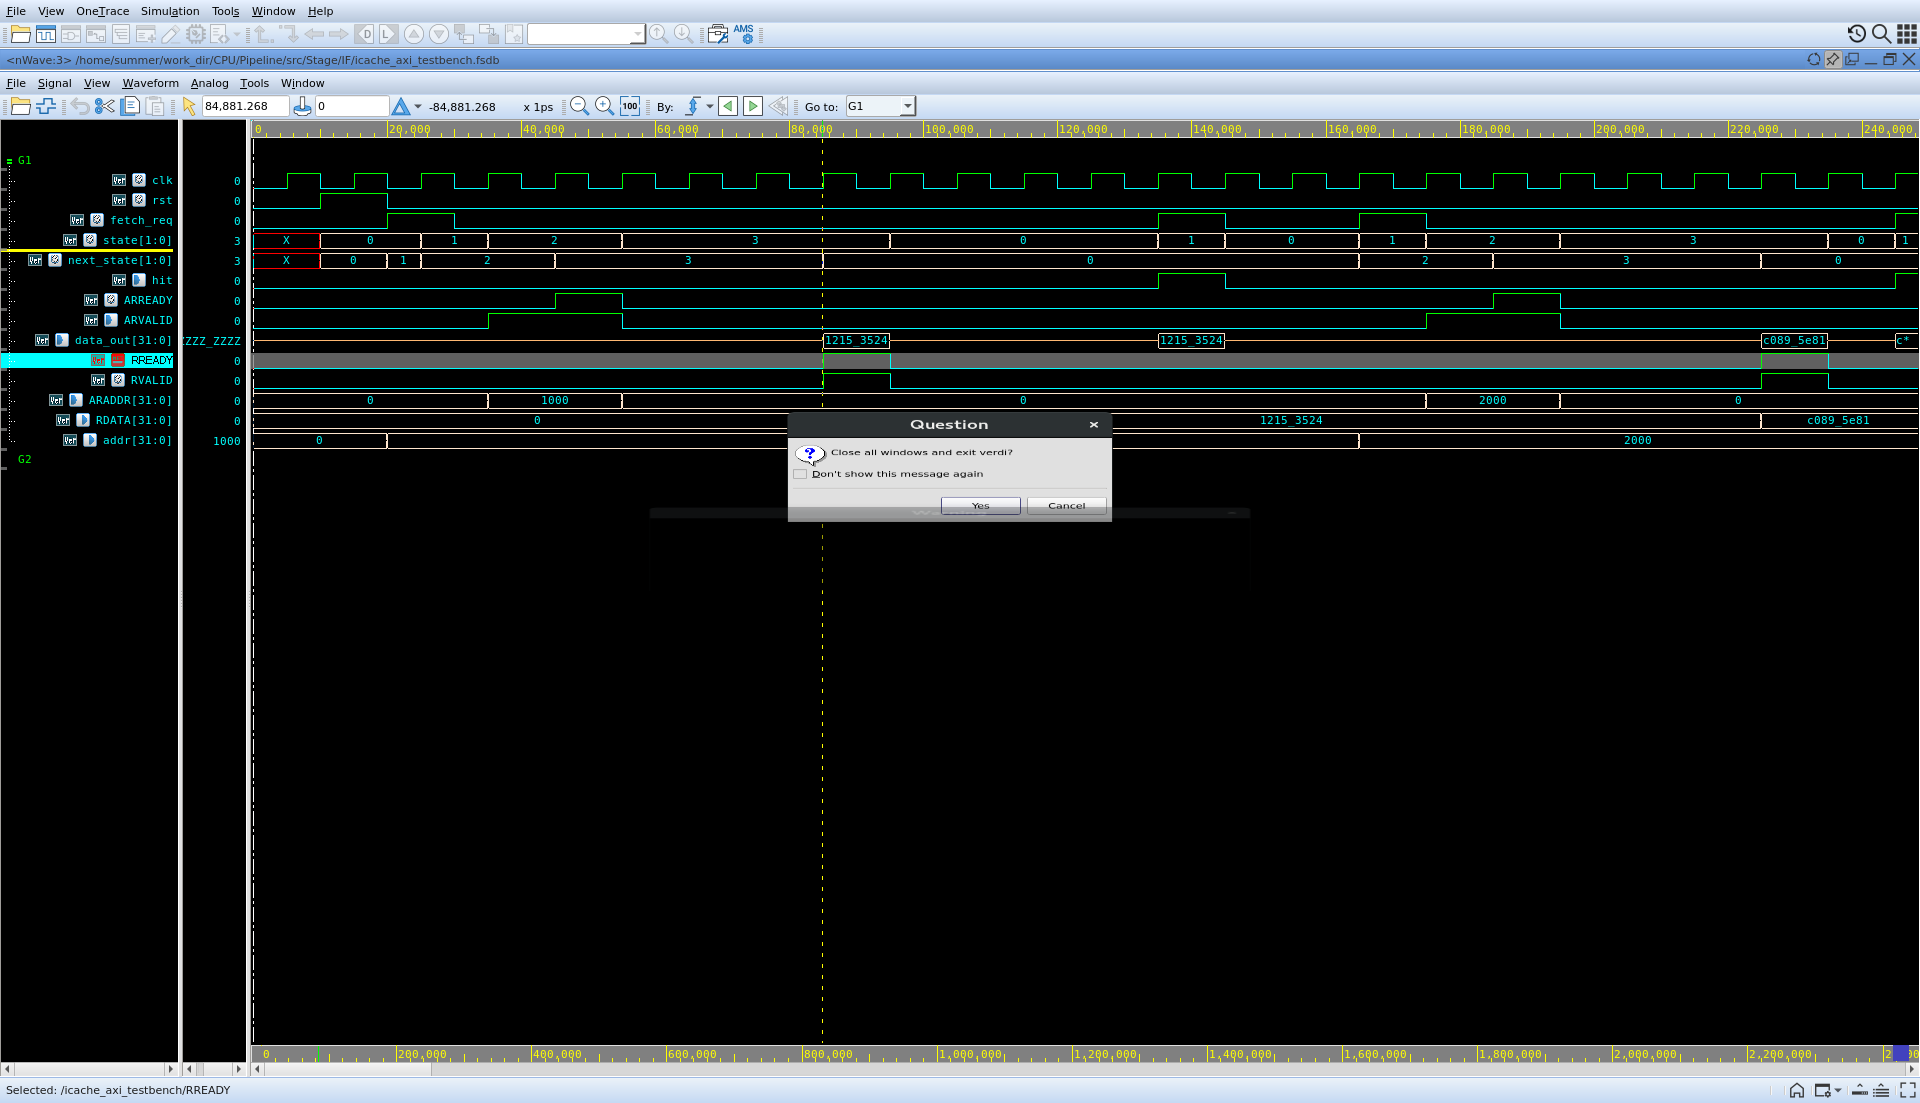 File View OneTrace Simulation Tools Window Help
AMS
<nWave:3> /home/summer/work_dir/CPU/Pipeline/src/Stage/IF/icache_axi_testbench.fsdb
File Signal View Waveform Analog Tools Window
84,881.268 0 -84,881.268 x 1ps 100 By: Go to: G1
0 20,000 40,000 60,000 80,000 100,000 120,000 140,000 160,000 180,000 200,000 220,000 240,000
G1
clk 0
rst 0
fetch_req 0
state[1:0] 3 X 0 1 2 3 0 1 0 1 2 3 0 1
next_state[1:0] 3 X 0 1 2 3 0 2 3 0
hit 0
ARREADY 0
ARVALID 0
data_out[31:0] ZZZZ_ZZZZ 1215_3524 1215_3524 c089_5e81 c*
RREADY 0
RVALID 0
ARADDR[31:0] 0 0 1000 0 2000 0
RDATA[31:0] 0 0 1215_3524 c089_5e81
addr[31:0] 1000 0 2000
G2
Question
Close all windows and exit verdi?
Don't show this message again
Yes Cancel
0 200,000 400,000 600,000 800,000 1,000,000 1,200,000 1,400,000 1,600,000 1,800,000 2,000,000 2,200,000
Selected: /icache_axi_testbench/RREADY